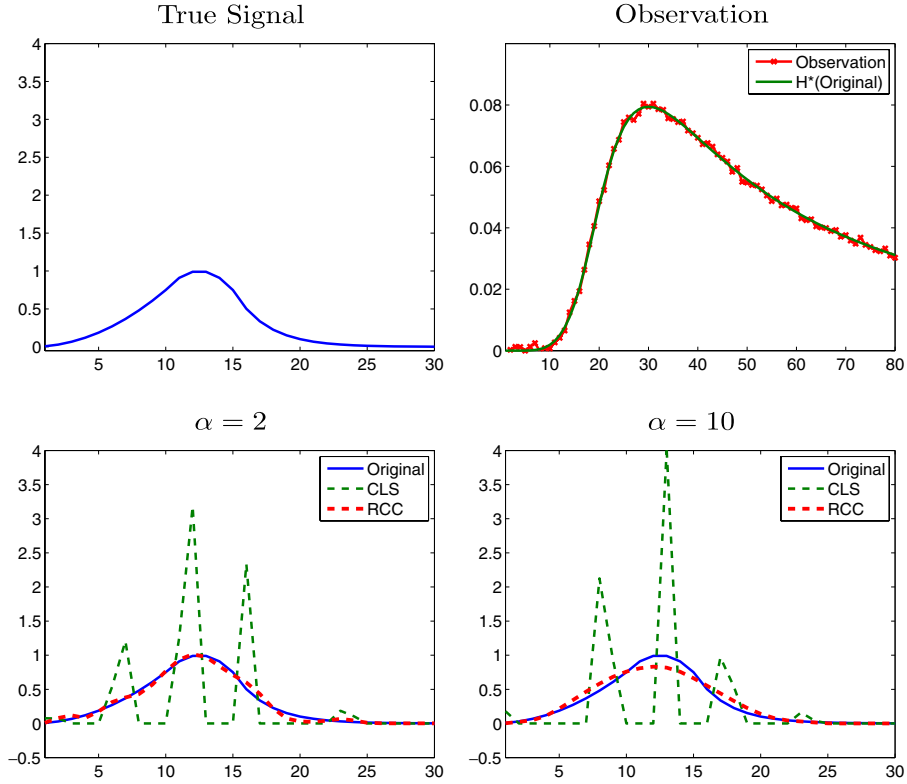 True Signal
4
3.5
3
2.5
2
1.5
1
0.5
0
5 10 15 20 25 30
Observation
Observation
H*(Original)
0.08
0.06
0.04
0.02
0
10 20 30 40 50 60 70 80
α = 2
Original
CLS
RCC
4
3.5
3
2.5
2
1.5
1
0.5
0
−0.5
5 10 15 20 25 30
α = 10
Original
CLS
RCC
4
3.5
3
2.5
2
1.5
1
0.5
0
−0.5
5 10 15 20 25 30